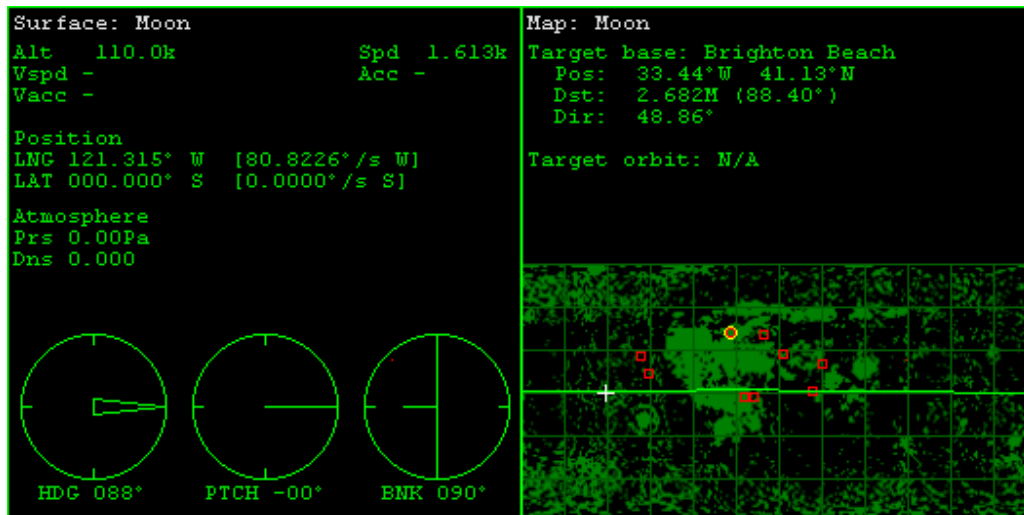 Surface: Moon
Alt 110.0k Spd 1.613k
Vspd - Acc -
Vacc -
Position
LNG 121.315° W [80.8226°/s W]
LAT 000.000° S [0.0000°/s S]
Atmosphere
Prs 0.00Pa
Dns 0.000
HDG 088° PTCH -00° BNK 090°
Map: Moon
Target base: Brighton Beach
Pos: 33.44°W 41.13°N
Dst: 2.682M (88.40°)
Dir: 48.86°
Target orbit: N/A